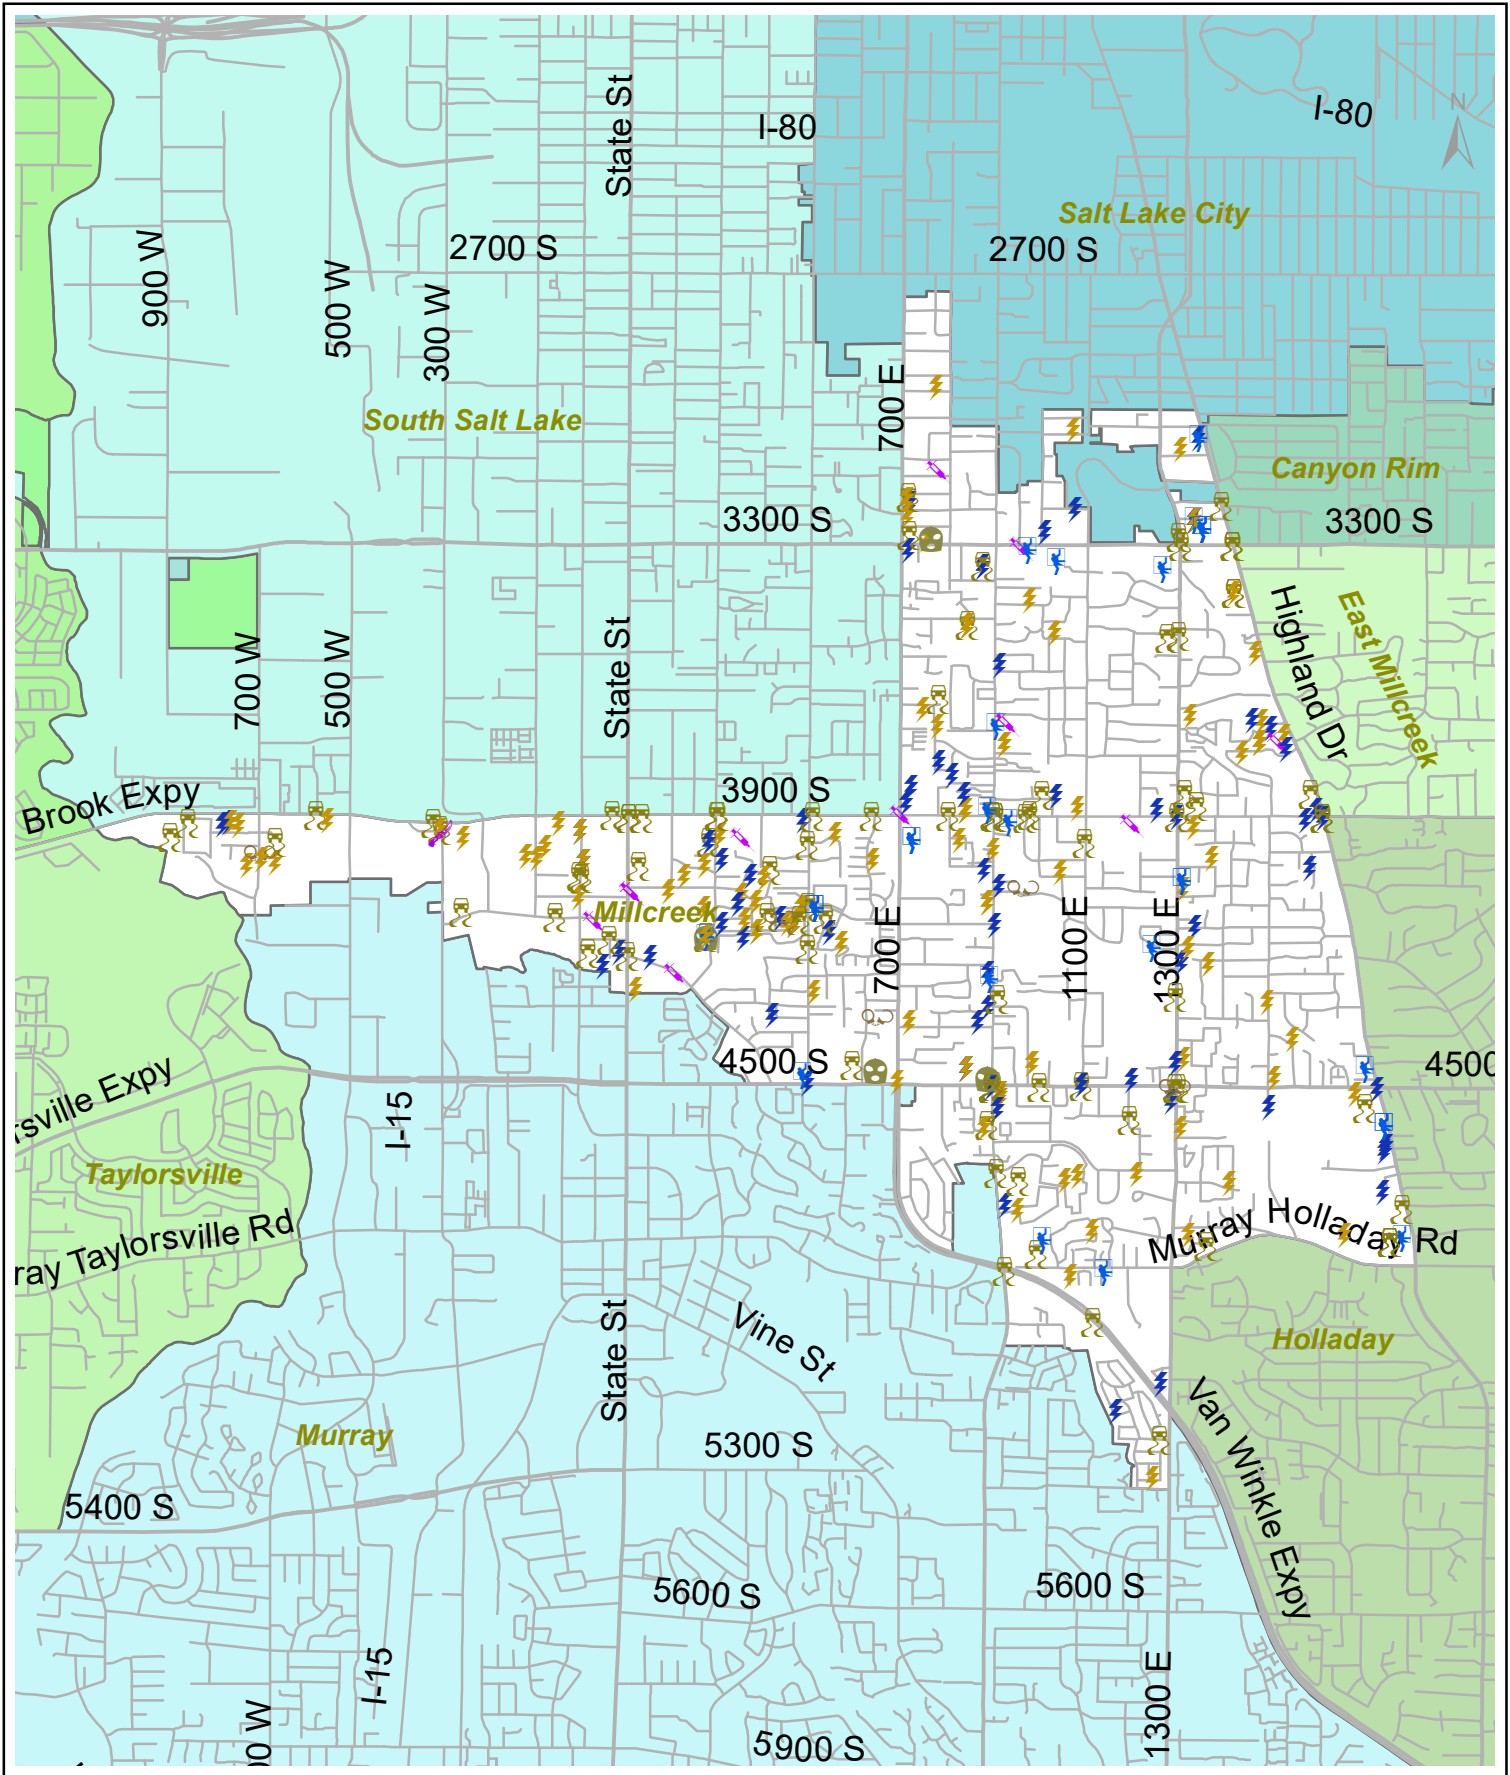 State St
I-80
I-80
N
Salt Lake City
2700 S
2700 S
900 W
500 W
300 W
700 E
South Salt Lake
Canyon Rim
3300 S
3300 S
Highland Dr
East Millcreek
700 W
500 W
State St
3900 S
Brook Expy
Millcreek
700 E
1100 E
1300 E
4500 S
4500
rsville Expy
I-15
Taylorsville
ray Taylorsville Rd
Murray Holladay Rd
State St
Vine St
Holladay
Murray
5300 S
Van Winkle Expy
5400 S
5600 S
5600 S
I-15
1300 E
00 W
5900 S